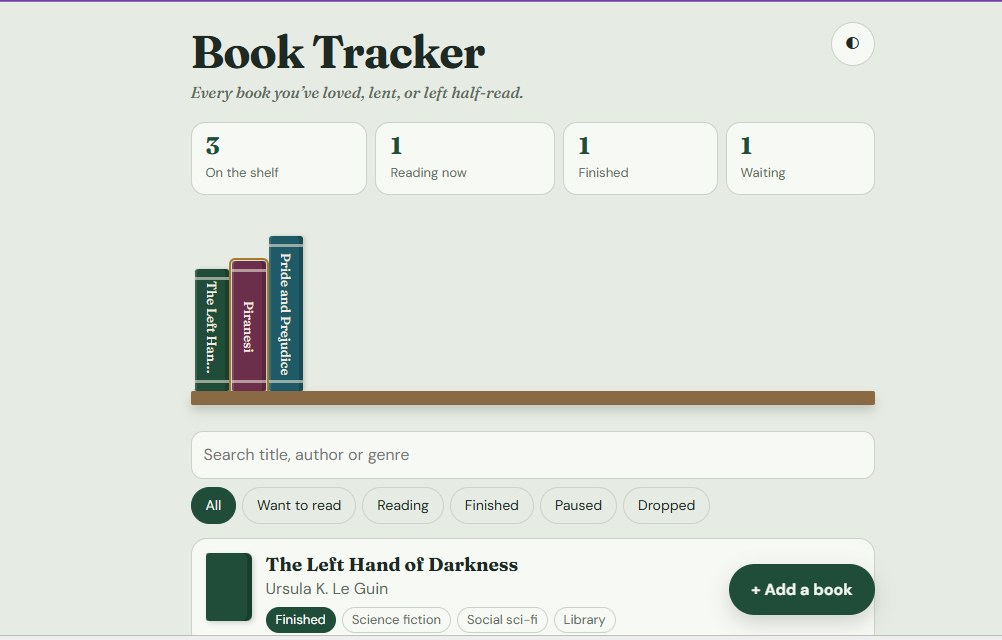 Book Tracker
Every book you’ve loved, lent, or left half-read.
3
On the shelf
1
Reading now
1
Finished
1
Waiting
The Left Han...
Piranesi
Pride and Prejudice
Search title, author or genre
All
Want to read
Reading
Finished
Paused
Dropped
The Left Hand of Darkness
Ursula K. Le Guin
Finished
Science fiction
Social sci-fi
Library
+ Add a book